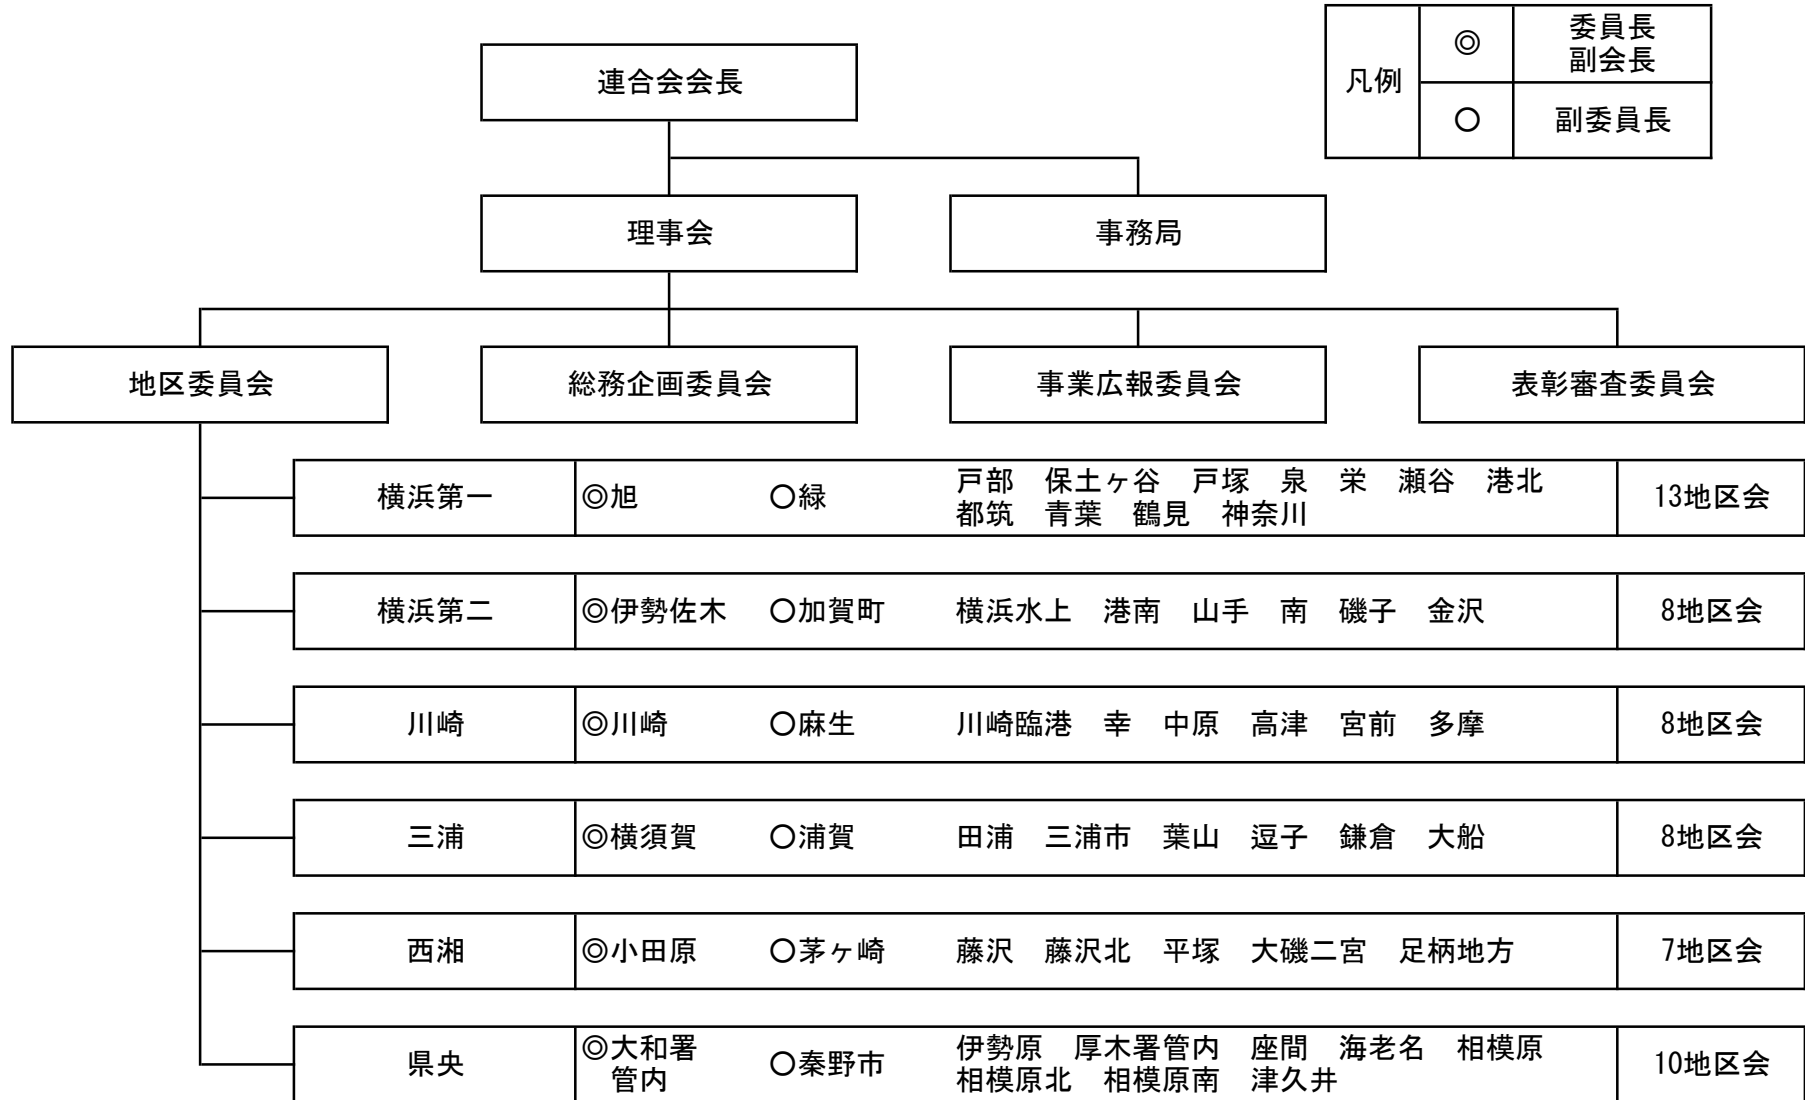 凡例
◎
委員長
副会長
○
副委員長
連合会会長
理事会
事務局
地区委員会
総務企画委員会
事業広報委員会
表彰審査委員会
横浜第一
◎旭
○緑
戸部　保土ヶ谷　戸塚　泉　栄　瀬谷　港北
都筑　青葉　鶴見　神奈川
13地区会
横浜第二
◎伊勢佐木
○加賀町
横浜水上　港南　山手　南　磯子　金沢
8地区会
川崎
◎川崎
○麻生
川崎臨港　幸　中原　高津　宮前　多摩
8地区会
三浦
◎横須賀
○浦賀
田浦　三浦市　葉山　逗子　鎌倉　大船
8地区会
西湘
◎小田原
○茅ヶ崎
藤沢　藤沢北　平塚　大磯二宮　足柄地方
7地区会
県央
◎大和署
管内
○秦野市
伊勢原　厚木署管内　座間　海老名　相模原
相模原北　相模原南　津久井
10地区会